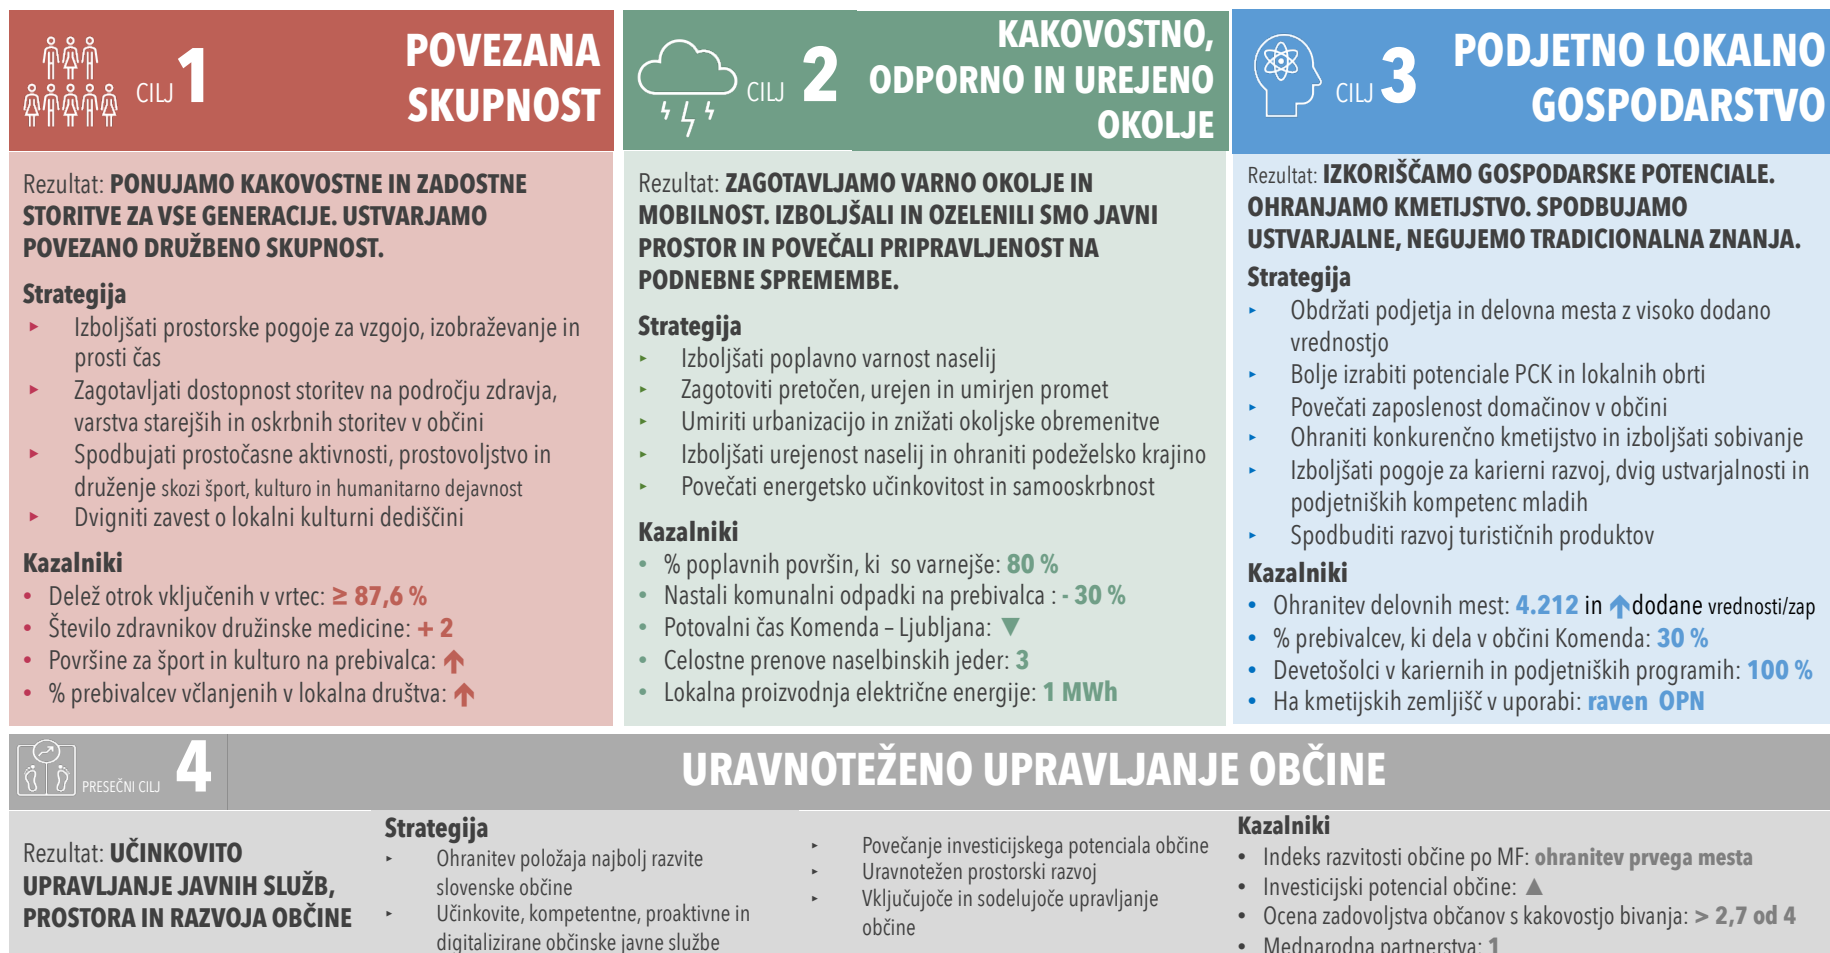 CILJ 1
POVEZANA
SKUPNOST
Rezultat: PONUJAMO KAKOVOSTNE IN ZADOSTNE
STORITVE ZA VSE GENERACIJE. USTVARJAMO
POVEZANO DRUŽBENO SKUPNOST.
Strategija
‣ Izboljšati prostorske pogoje za vzgojo, izobraževanje in
prosti čas
‣ Zagotavljati dostopnost storitev na področju zdravja,
varstva starejših in oskrbnih storitev v občini
‣ Spodbujati prostočasne aktivnosti, prostovoljstvo in
druženje skozi šport, kulturo in humanitarno dejavnost
‣ Dvigniti zavest o lokalni kulturni dediščini
Kazalniki
• Delež otrok vključenih v vrtec: ≥ 87,6 %
• Število zdravnikov družinske medicine: + 2
• Površine za šport in kulturo na prebivalca: ↑
• % prebivalcev včlanjenih v lokalna društva: ↑
CILJ 2
KAKOVOSTNO,
ODPORNO IN UREJENO
OKOLJE
Rezultat: ZAGOTAVLJAMO VARNO OKOLJE IN
MOBILNOST. IZBOLJŠALI IN OZELENILI SMO JAVNI
PROSTOR IN POVEČALI PRIPRAVLJENOST NA
PODNEBNE SPREMEMBE.
Strategija
‣ Izboljšati poplavno varnost naselij
‣ Zagotoviti pretočen, urejen in umirjen promet
‣ Umiriti urbanizacijo in znižati okoljske obremenitve
‣ Izboljšati urejenost naselij in ohraniti podeželsko krajino
‣ Povečati energetsko učinkovitost in samooskrbnost
Kazalniki
• % poplavnih površin, ki so varnejše: 80 %
• Nastali komunalni odpadki na prebivalca : - 30 %
• Potovalni čas Komenda – Ljubljana: ▼
• Celostne prenove naselbinskih jeder: 3
• Lokalna proizvodnja električne energije: 1 MWh
CILJ 3
PODJETNO LOKALNO
GOSPODARSTVO
Rezultat: IZKORIŠČAMO GOSPODARSKE POTENCIALE.
OHRANJAMO KMETIJSTVO. SPODBUJAMO
USTVARJALNE, NEGUJEMO TRADICIONALNA ZNANJA.
Strategija
‣ Obdržati podjetja in delovna mesta z visoko dodano
vrednostjo
‣ Bolje izrabiti potenciale PCK in lokalnih obrti
‣ Povečati zaposlenost domačinov v občini
‣ Ohraniti konkurenčno kmetijstvo in izboljšati sobivanje
‣ Izboljšati pogoje za karierni razvoj, dvig ustvarjalnosti in
podjetniških kompetenc mladih
‣ Spodbuditi razvoj turističnih produktov
Kazalniki
• Ohranitev delovnih mest: 4.212 in ↑dodane vrednosti/zap
• % prebivalcev, ki dela v občini Komenda: 30 %
• Devetošolci v kariernih in podjetniških programih: 100 %
• Ha kmetijskih zemljišč v uporabi: raven OPN
PRESEČNI CILJ 4
URAVNOTEŽENO UPRAVLJANJE OBČINE
Rezultat: UČINKOVITO
UPRAVLJANJE JAVNIH SLUŽB,
PROSTORA IN RAZVOJA OBČINE
Strategija
‣ Ohranitev položaja najbolj razvite
slovenske občine
‣ Učinkovite, kompetentne, proaktivne in
digitalizirane občinske javne službe
‣ Povečanje investicijskega potenciala občine
‣ Uravnotežen prostorski razvoj
‣ Vključujoče in sodelujoče upravljanje
občine
Kazalniki
• Indeks razvitosti občine po MF: ohranitev prvega mesta
• Investicijski potencial občine: ▲
• Ocena zadovoljstva občanov s kakovostjo bivanja: > 2,7 od 4
• Mednarodna partnerstva: 1